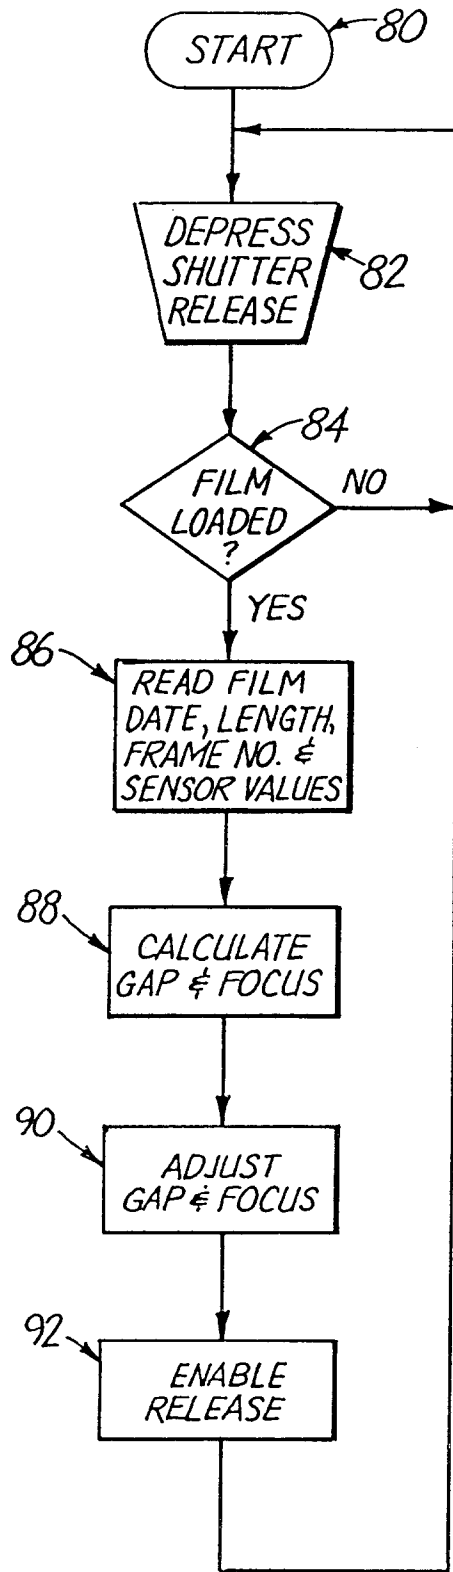 80
START
DEPRESS
SHUTTER
RELEASE
82
84
FILM
LOADED
?
NO
YES
86
READ FILM
DATE, LENGTH,
FRAME NO. &
SENSOR VALUES
88
CALCULATE
GAP & FOCUS
90
ADJUST
GAP & FOCUS
92
ENABLE
RELEASE